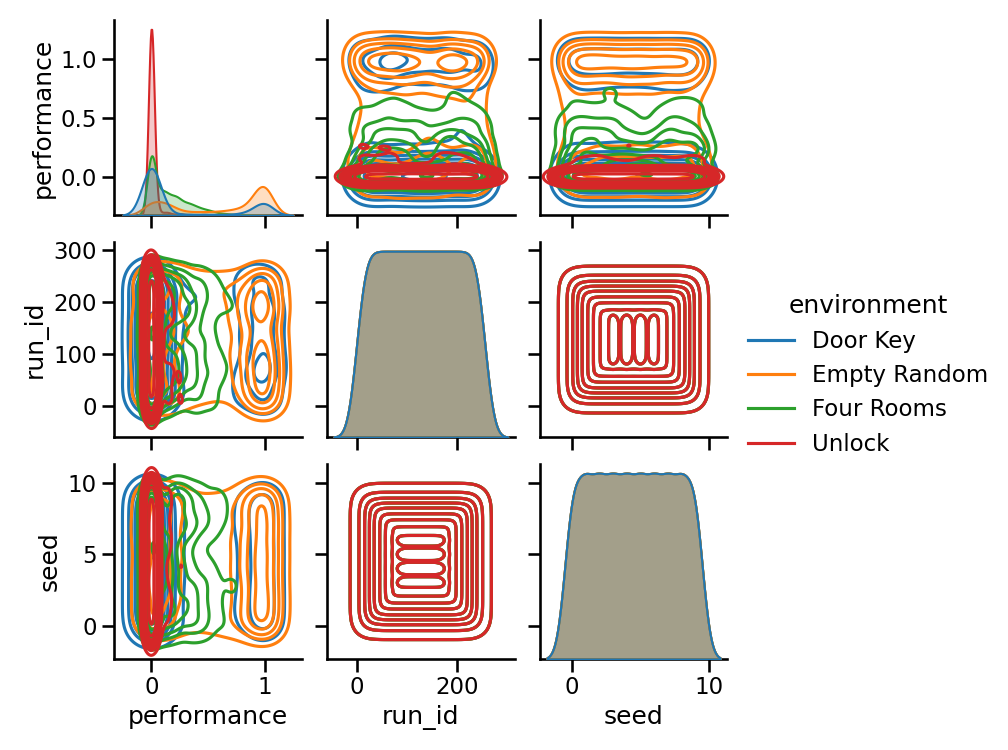 performance
1.0
0.5
0.0
run_id
300
200
100
0
environment
Door Key
Empty Random
Four Rooms
Unlock
seed
10
5
0
0 1
0 200
0 10
performance
run_id
seed